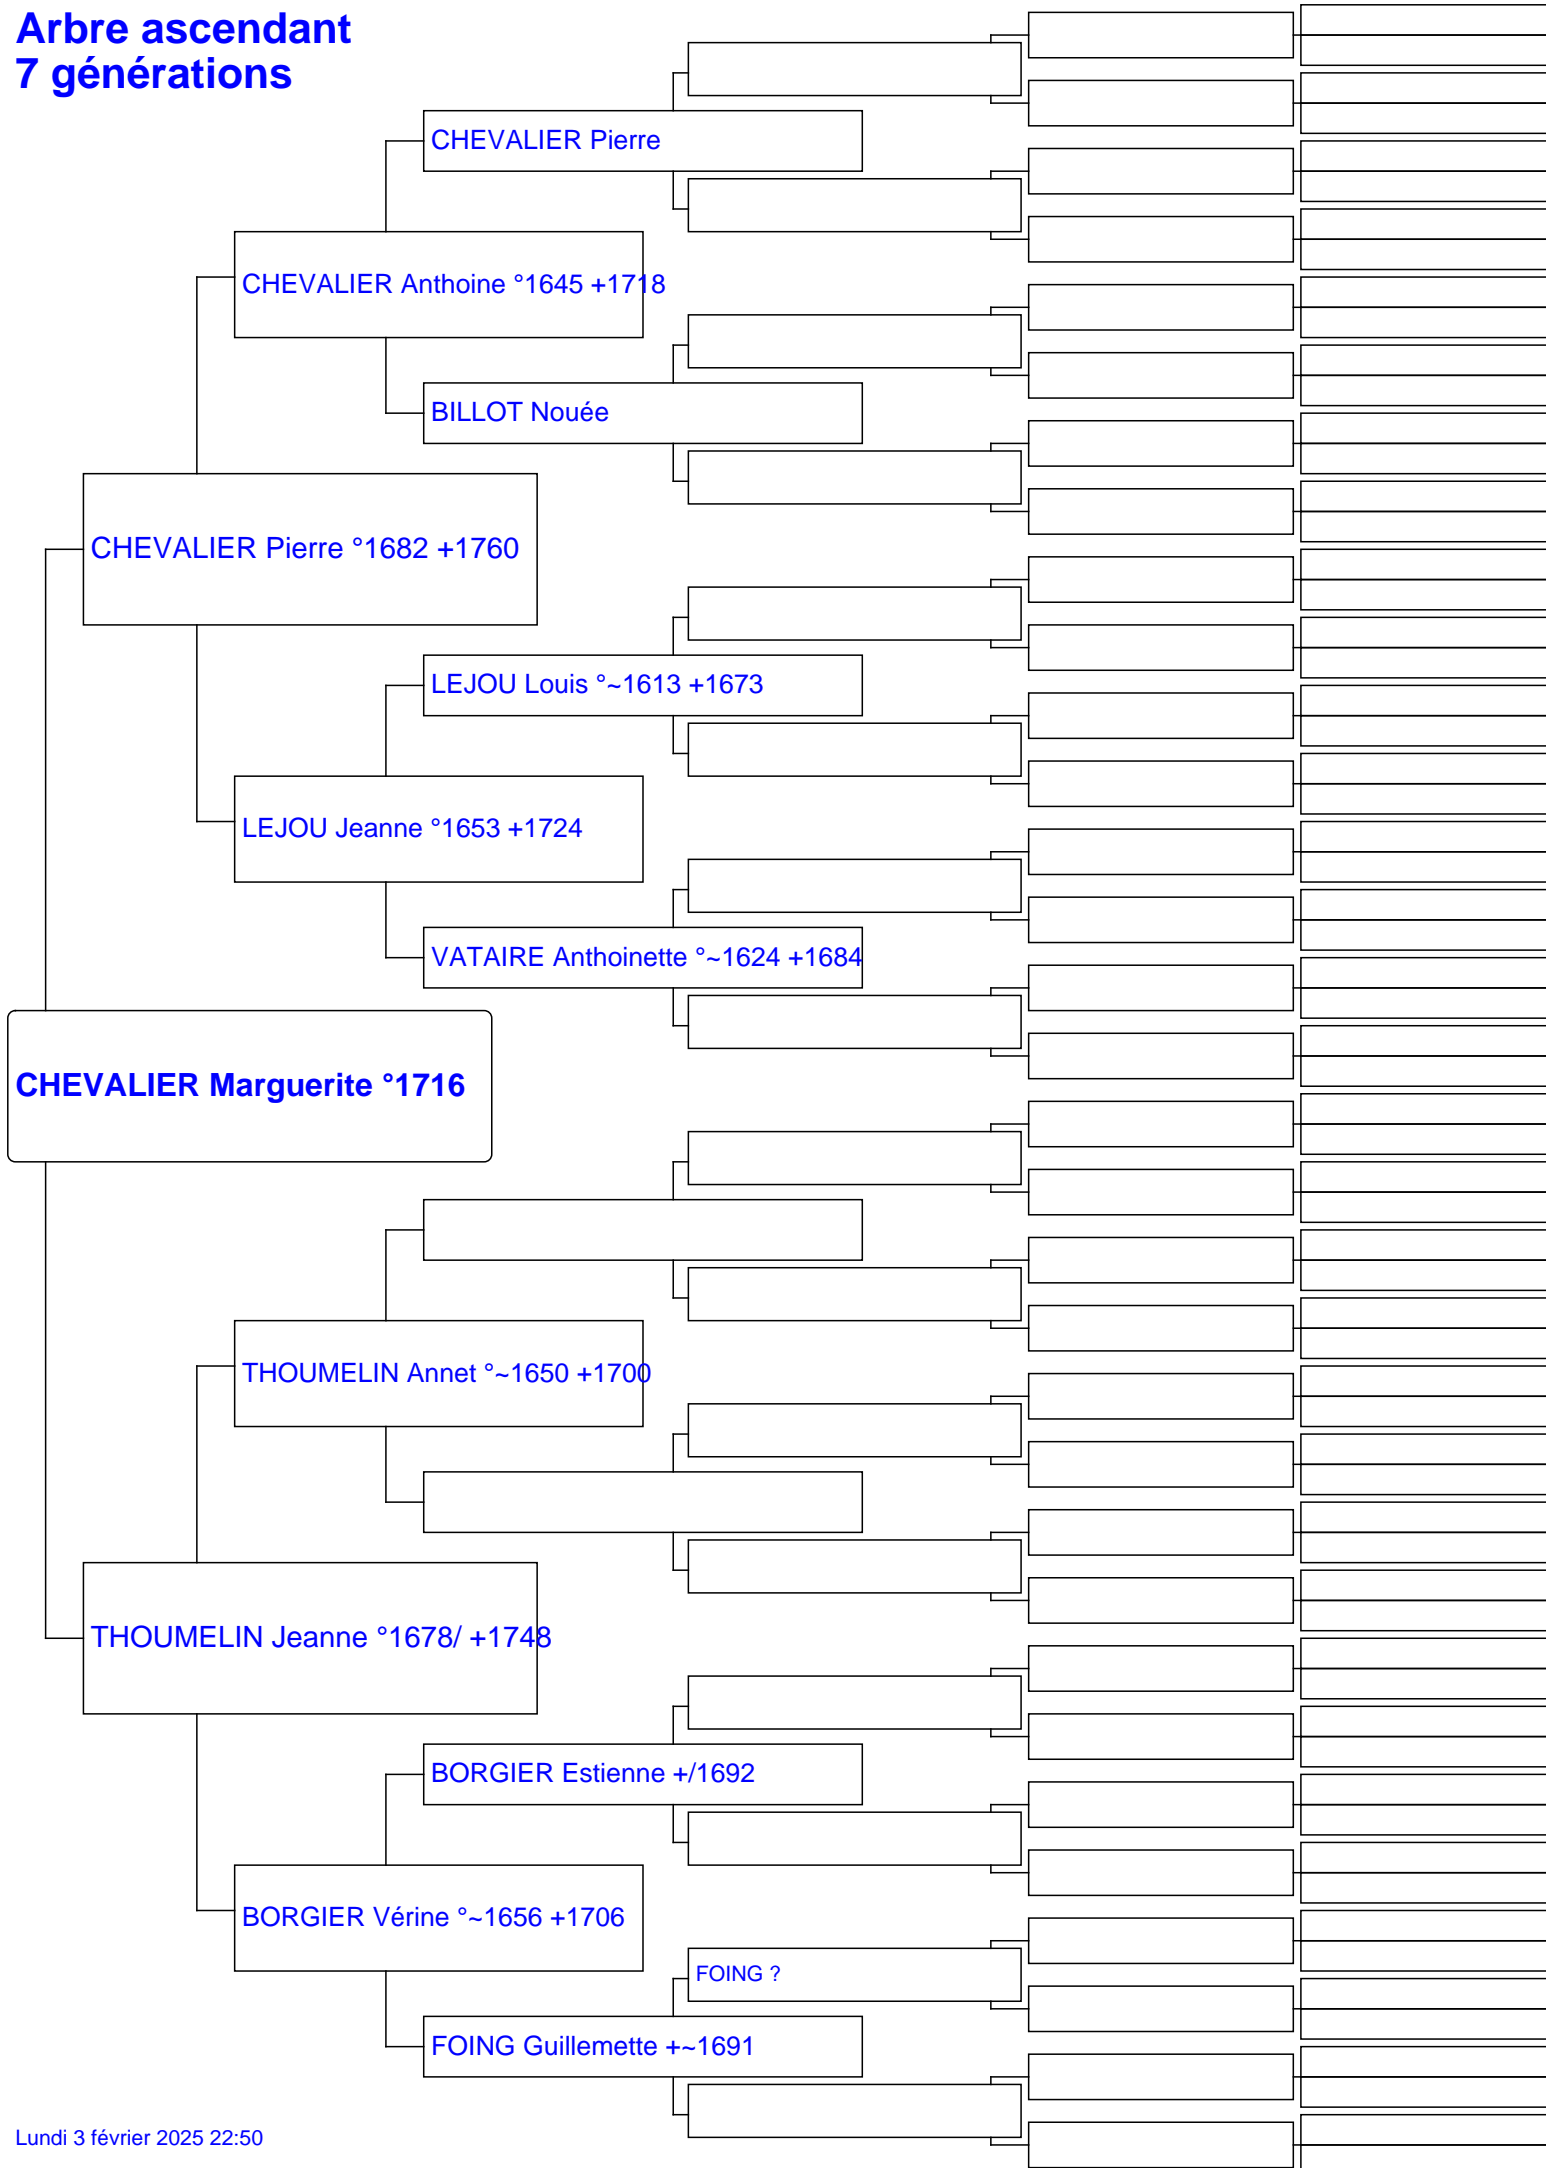 Arbre ascendant
7 générations
CHEVALIER Pierre
CHEVALIER Anthoine °1645 +1718
BILLOT Nouée
CHEVALIER Pierre °1682 +1760
LEJOU Louis °~1613 +1673
LEJOU Jeanne °1653 +1724
VATAIRE Anthoinette °~1624 +1684
CHEVALIER Marguerite °1716
THOUMELIN Annet °~1650 +1700
THOUMELIN Jeanne °1678/ +1748
BORGIER Estienne +/1692
BORGIER Vérine °~1656 +1706
FOING ?
FOING Guillemette +~1691
Lundi 3 février 2025 22:50